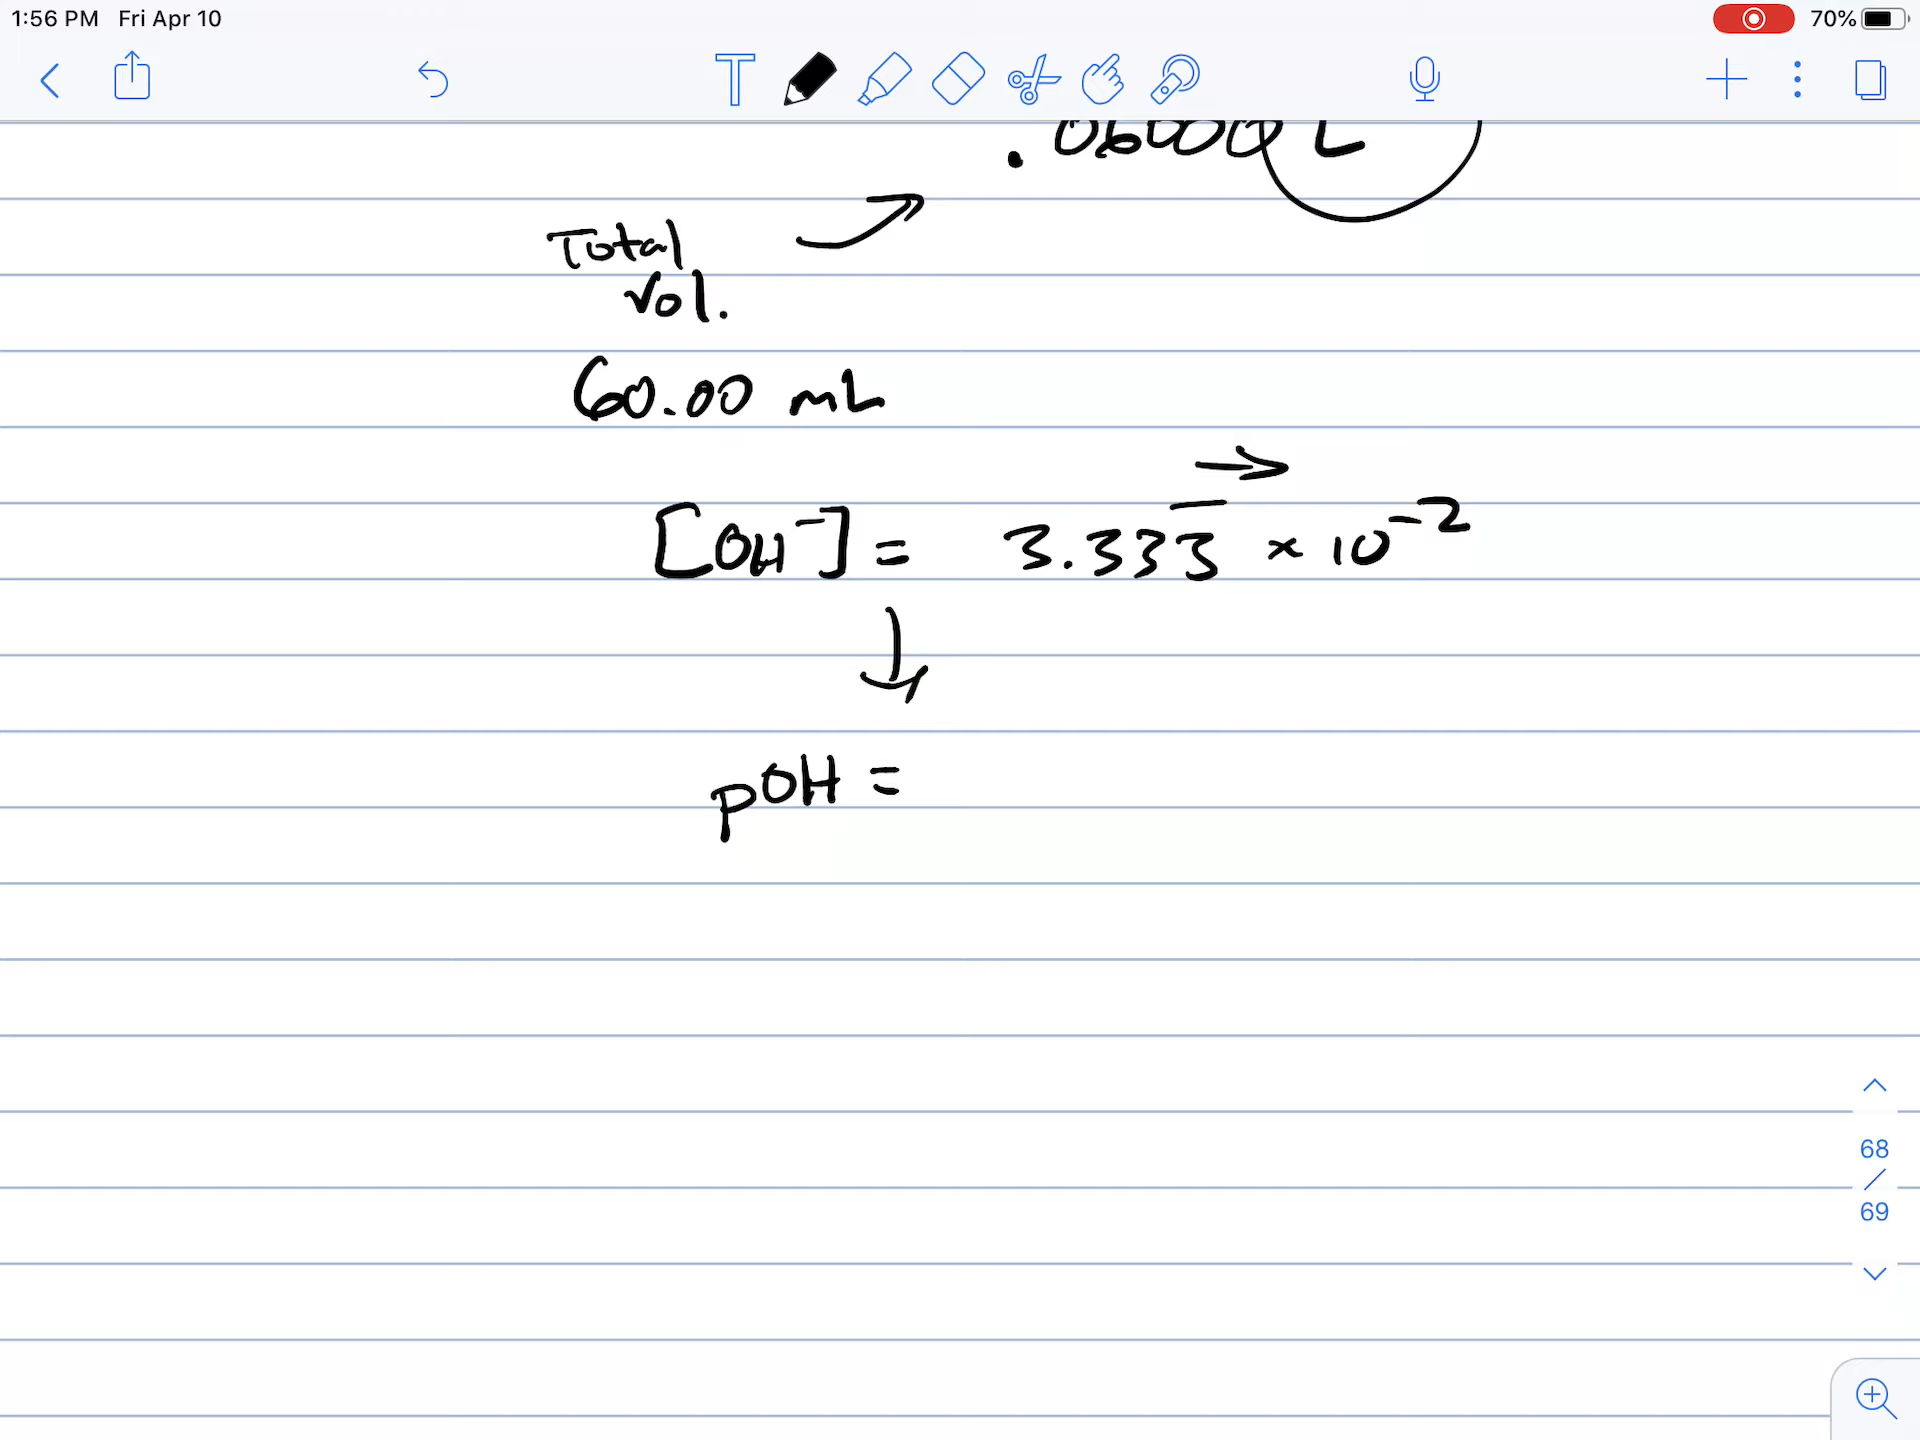 1:56 PM Fri Apr 10
70%
.06000 L
Total
vol.
60.00 mL
[OH⁻] = 3.333̅ × 10⁻²
pOH =
68
/
69